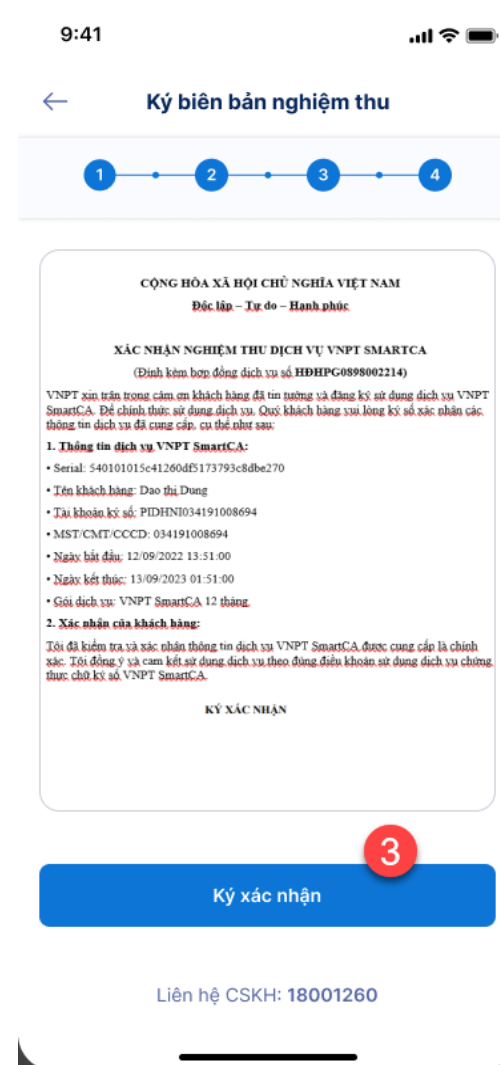 9:41
Ký biên bản nghiệm thu
1 2 3 4
CỘNG HÒA XÃ HỘI CHỦ NGHĨA VIỆT NAM
Độc lập – Tự do – Hạnh phúc
XÁC NHẬN NGHIỆM THU DỊCH VỤ VNPT SMARTCA
(Đính kèm hợp đồng dịch vụ số HĐHPG0898002214)
VNPT xin trân trọng cám ơn khách hàng đã tin tưởng và đăng ký sử dụng dịch vụ VNPT
SmartCA. Để chính thức sử dụng dịch vụ. Quý khách hàng vui lòng ký số xác nhận các
thông tin dịch vụ đã cung cấp, cụ thể như sau:
1. Thông tin dịch vụ VNPT SmartCA:
• Serial: 540101015c41260df5173793c8dbe270
• Tên khách hàng: Dao thị Dung
• Tài khoản ký số: PIDHNI034191008694
• MST/CMT/CCCD: 034191008694
• Ngày bắt đầu: 12/09/2022 13:51:00
• Ngày kết thúc: 13/09/2023 01:51:00
• Gói dịch vụ: VNPT SmartCA 12 tháng
2. Xác nhận của khách hàng:
Tôi đã kiểm tra và xác nhận thông tin dịch vụ VNPT SmartCA được cung cấp là chính
xác. Tôi đồng ý và cam kết sử dụng dịch vụ theo đúng điều khoản sử dụng dịch vụ chứng
thực chữ ký số VNPT SmartCA.
KÝ XÁC NHẬN
3
Ký xác nhận
Liên hệ CSKH: 18001260